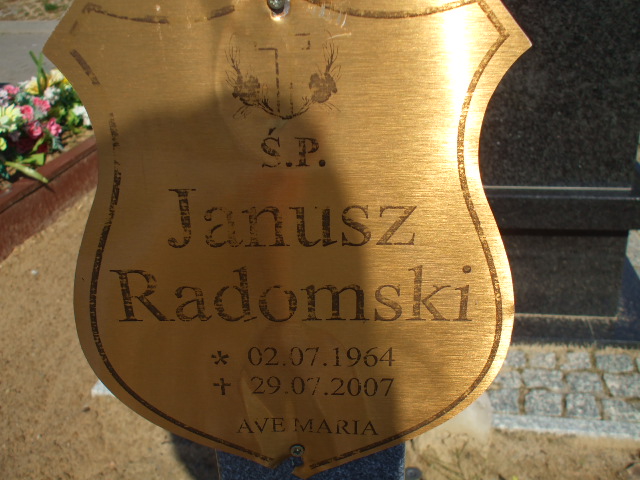 Ś.P.
Janusz
Radomski
* 02.07.1964
✝ 29.07.2007
AVE MARIA